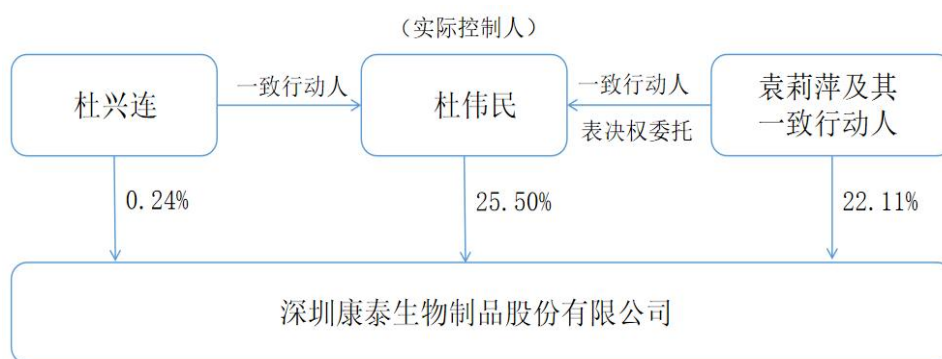 （实际控制人）
杜兴连
一致行动人
杜伟民
一致行动人
表决权委托
袁莉萍及其
一致行动人
0.24%
25.50%
22.11%
深圳康泰生物制品股份有限公司